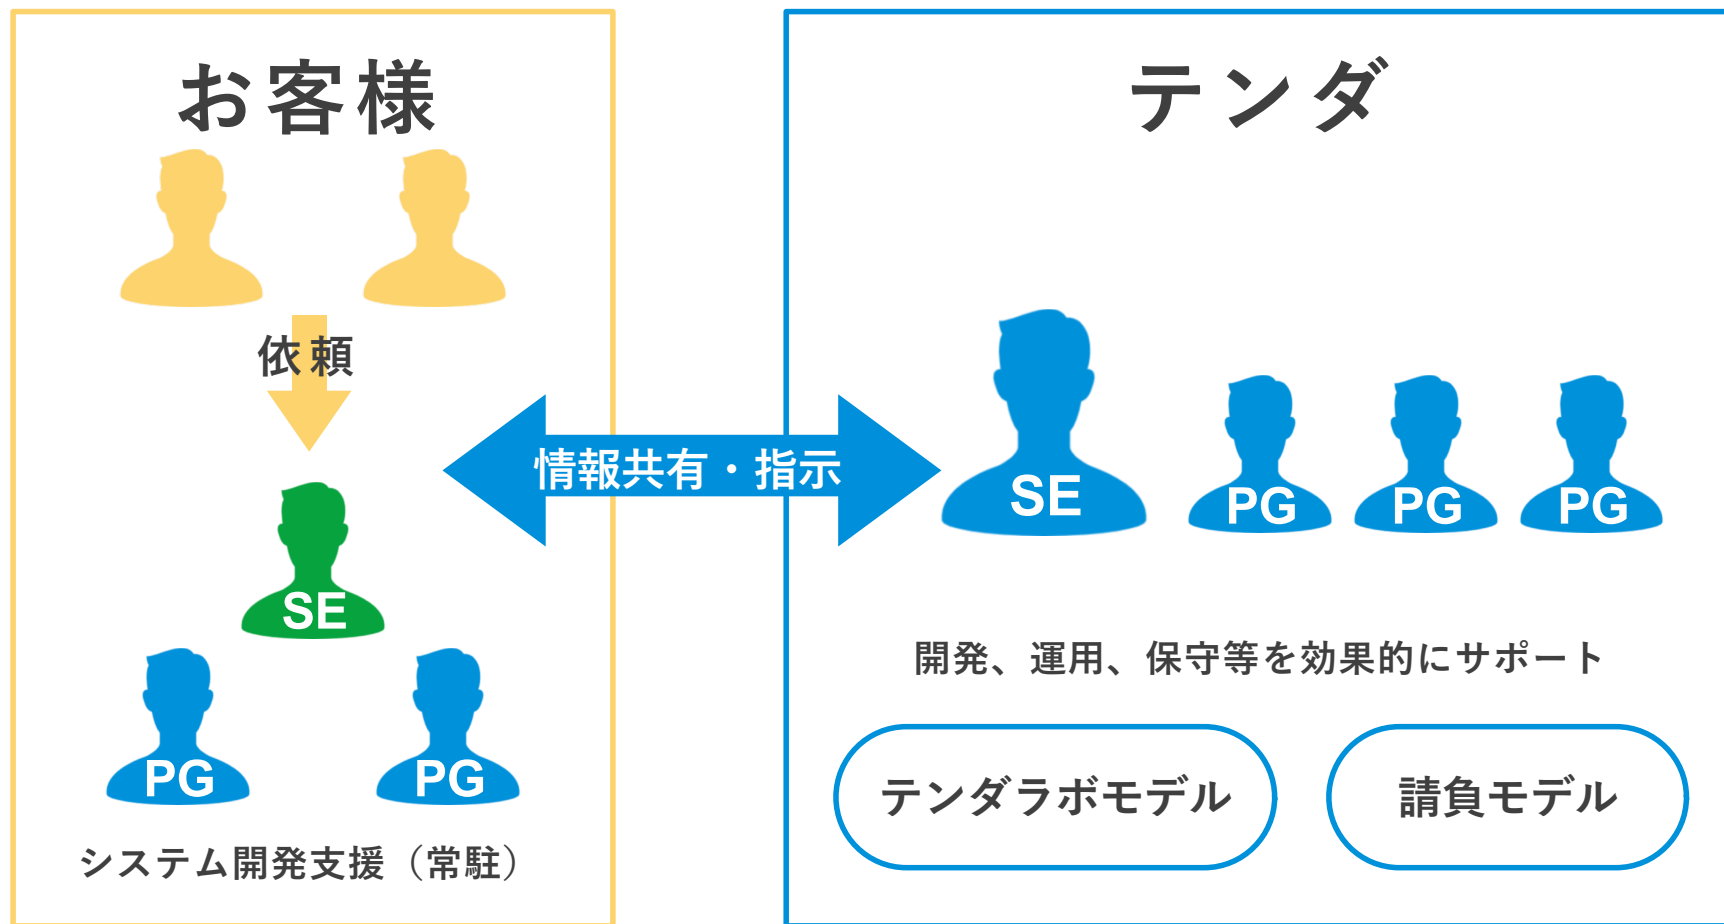 お客様
依頼
SE
PG PG
システム開発支援（常駐）
情報共有・指示
テンダ
SE PG PG PG
開発、運用、保守等を効果的にサポート
テンダラボモデル
請負モデル